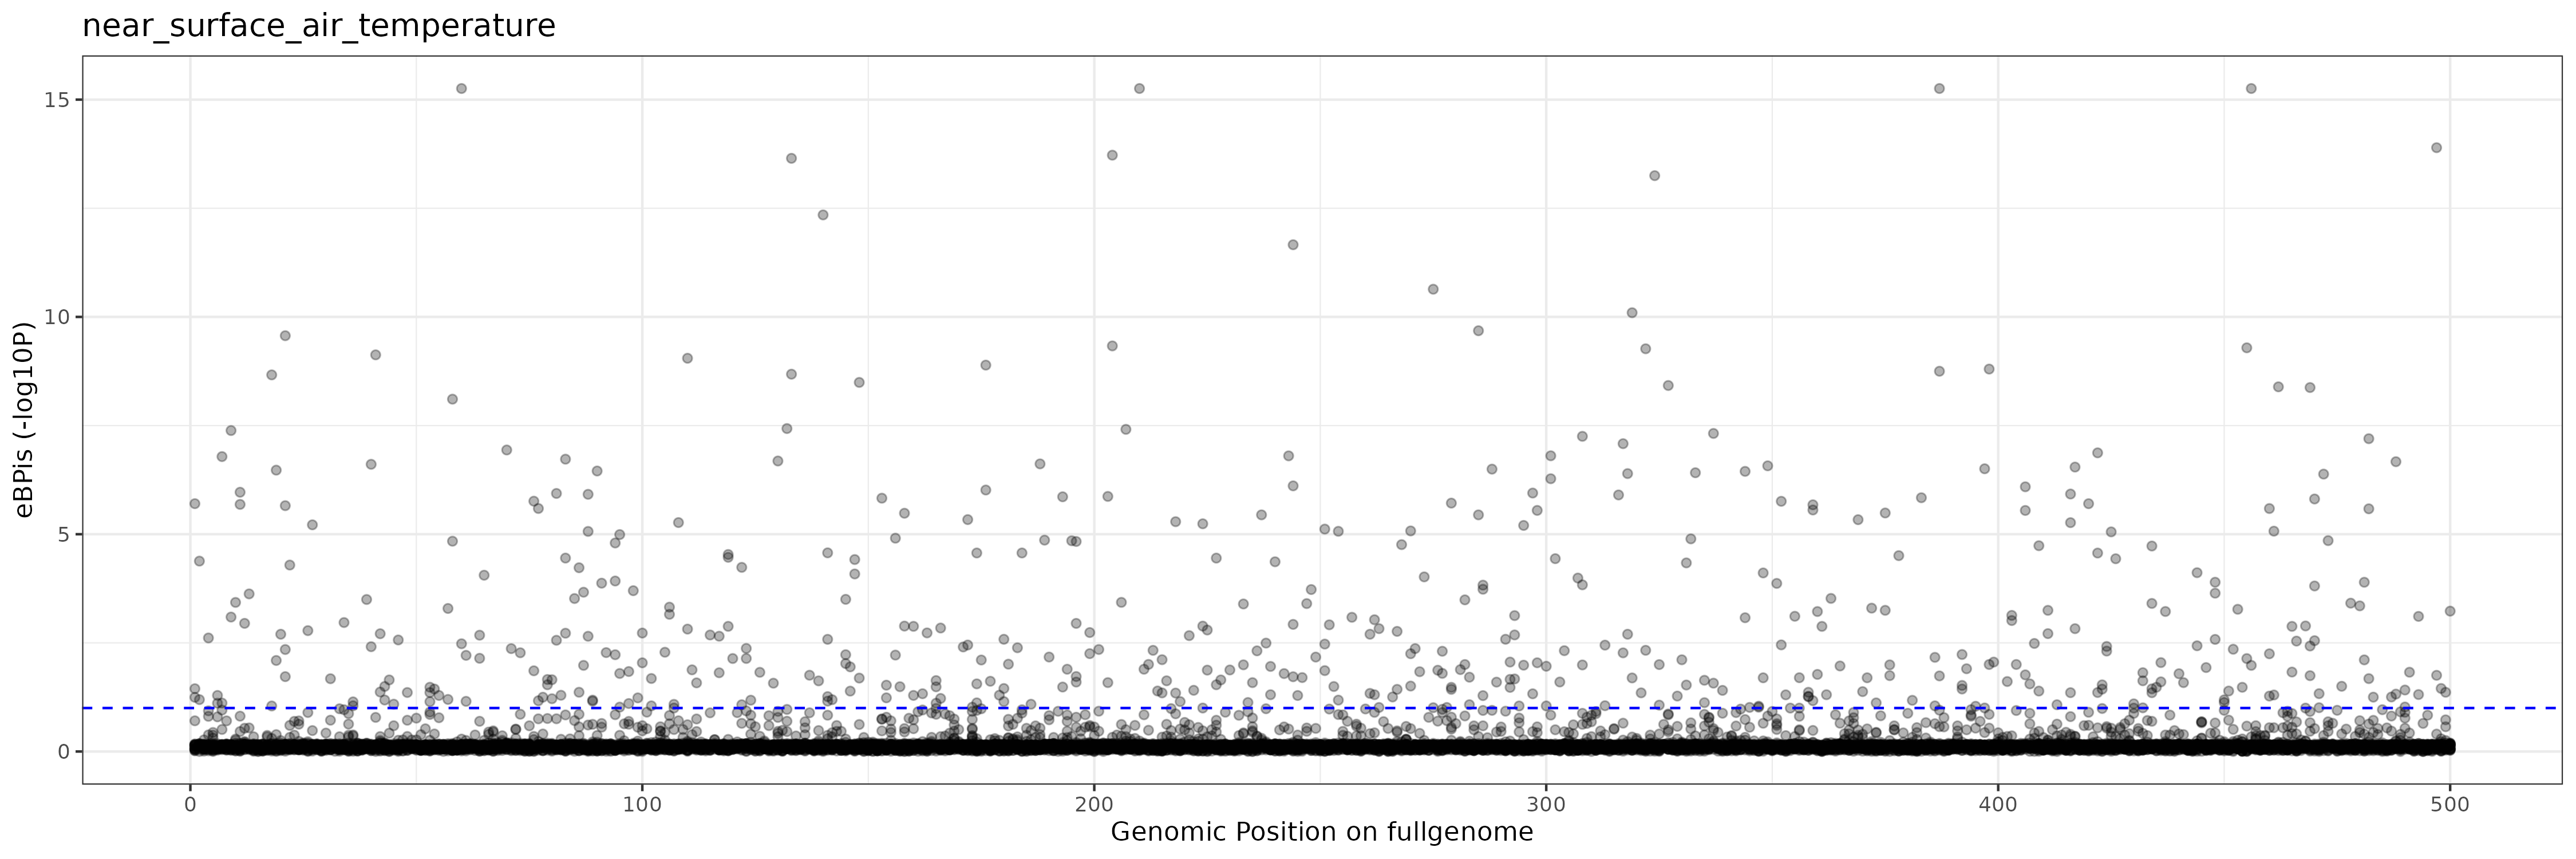 near_surface_air_temperature
15
10
5
0
eBPis (-log10P)
0 100 200 300 400 500
Genomic Position on fullgenome